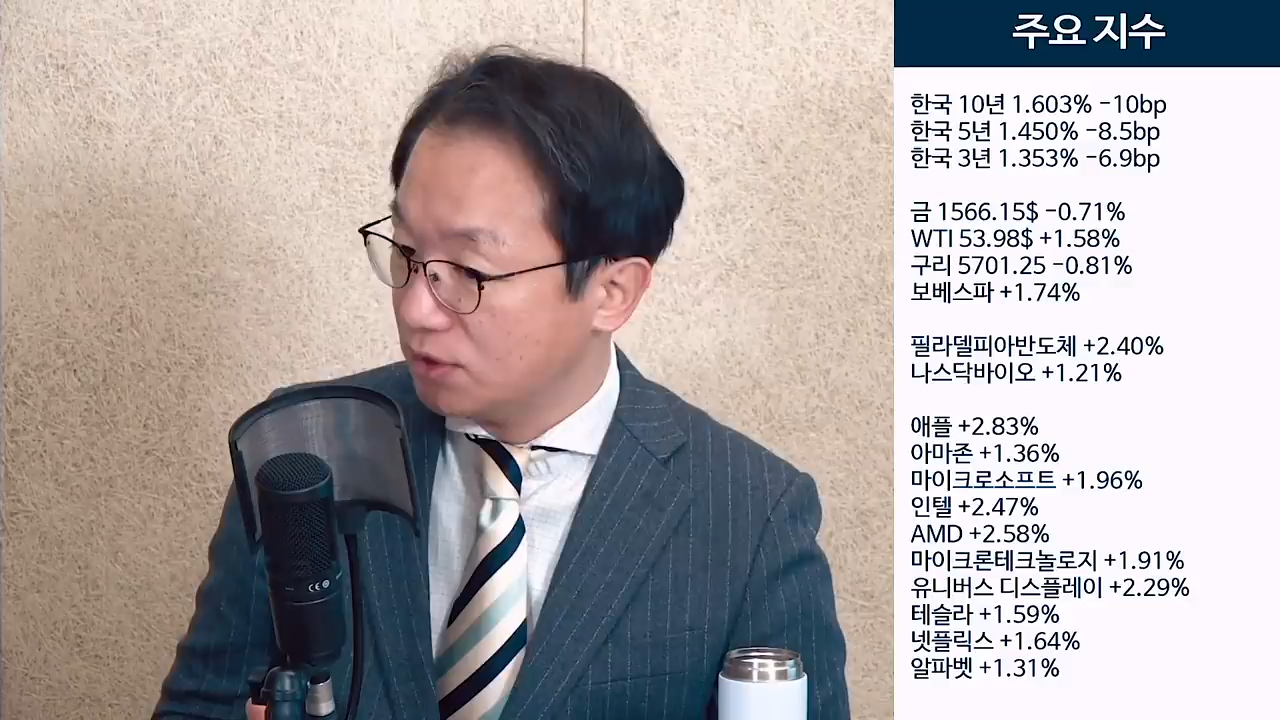 주요 지수
한국 10년 1.603% -10bp
한국 5년 1.450% -8.5bp
한국 3년 1.353% -6.9bp
금 1566.15$ -0.71%
WTI 53.98$ +1.58%
구리 5701.25 -0.81%
보베스파 +1.74%
필라델피아반도체 +2.40%
나스닥바이오 +1.21%
애플 +2.83%
아마존 +1.36%
마이크로소프트 +1.96%
인텔 +2.47%
AMD +2.58%
마이크론테크놀로지 +1.91%
유니버스 디스플레이 +2.29%
테슬라 +1.59%
넷플릭스 +1.64%
알파벳 +1.31%
CE